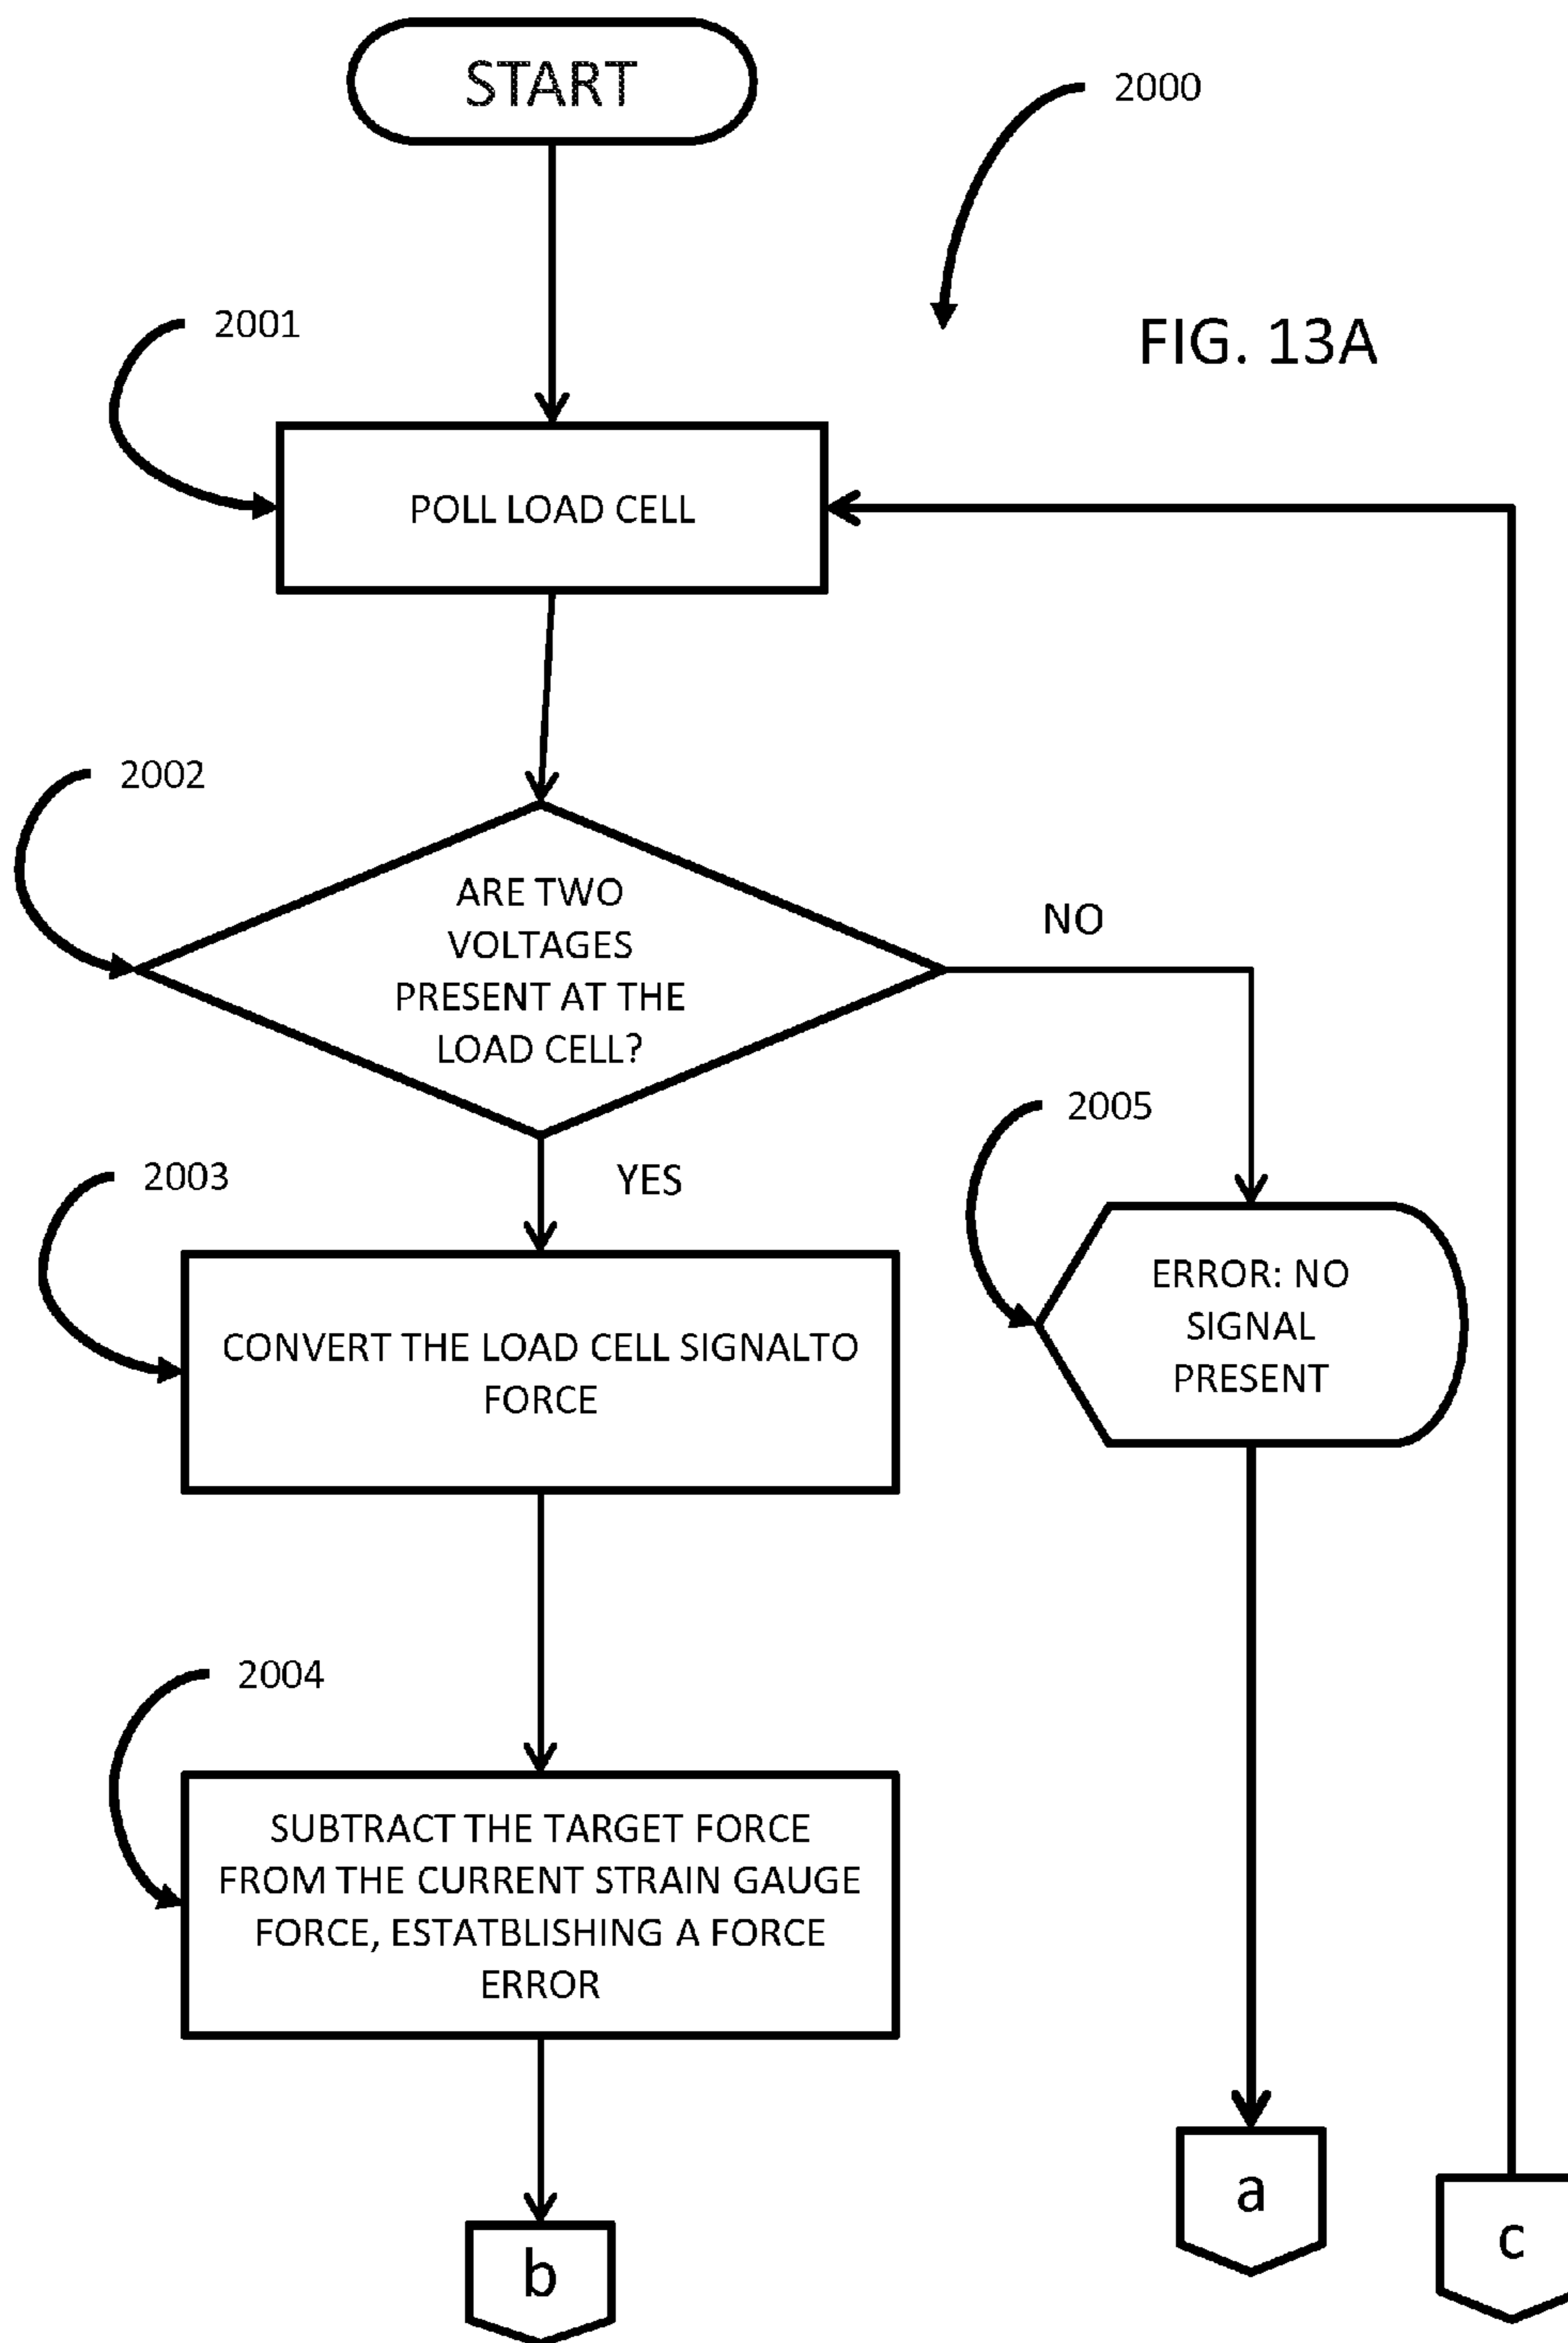 START
2000
2001
FIG. 13A
POLL LOAD CELL
2002
ARE TWO
VOLTAGES
PRESENT AT THE
LOAD CELL?
NO
2005
YES
2003
ERROR: NO
SIGNAL
PRESENT
CONVERT THE LOAD CELL SIGNALTO
FORCE
2004
SUBTRACT THE TARGET FORCE
FROM THE CURRENT STRAIN GAUGE
FORCE, ESTATBLISHING A FORCE
ERROR
a
c
b